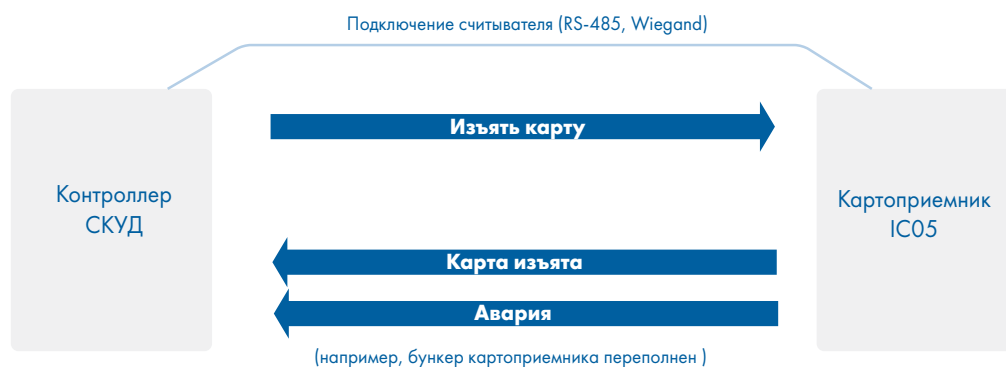 Подключение считывателя (RS-485, Wiegand)
Изъять карту
Контроллер
СКУД
Картоприемник
IC05
Карта изъята
Авария
(например, бункер картоприемника переполнен )